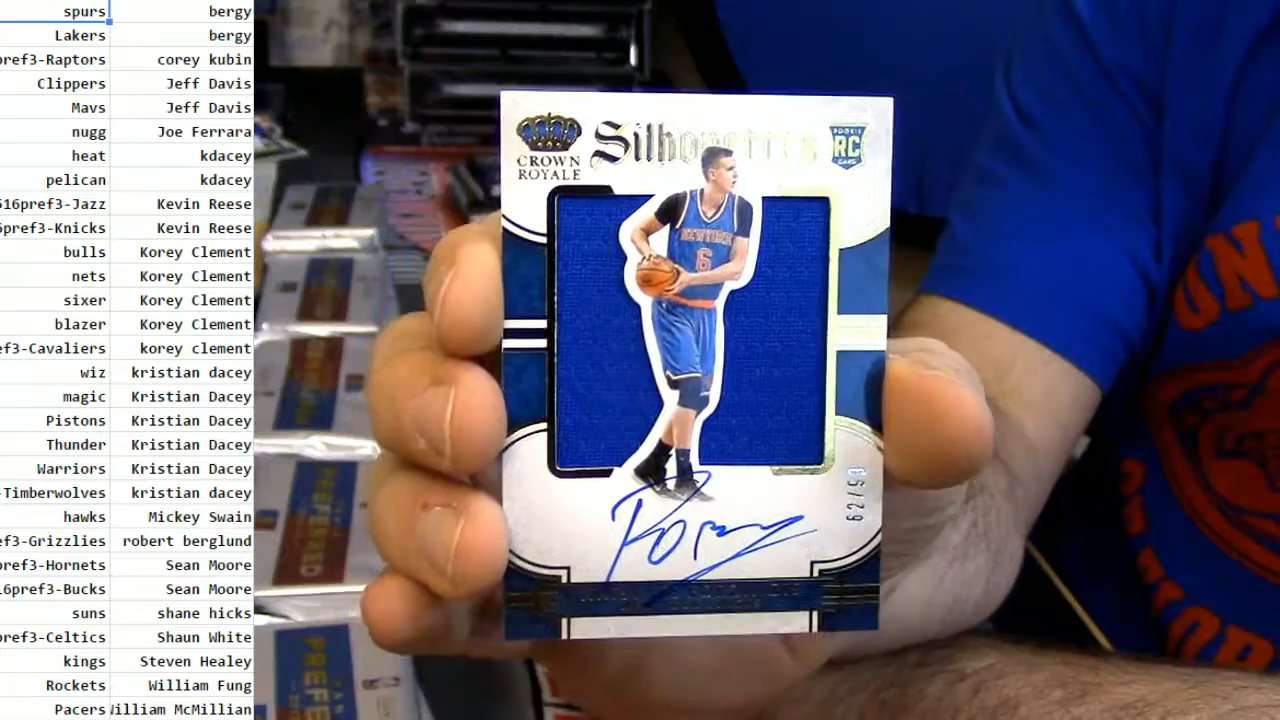 spurs bergy
Lakers bergy
pref3-Raptors corey kubin
Clippers Jeff Davis
Mavs Jeff Davis
nugg Joe Ferrara
heat kdacey
pelican kdacey
516pref3-Jazz Kevin Reese
5pref3-Knicks Kevin Reese
bulls Korey Clement
nets Korey Clement
sixer Korey Clement
blazer Korey Clement
ef3-Cavaliers korey clement
wiz kristian dacey
magic Kristian Dacey
Pistons Kristian Dacey
Thunder Kristian Dacey
Warriors Kristian Dacey
-Timberwolves kristian dacey
hawks Mickey Swain
ef3-Grizzlies robert berglund
pref3-Hornets Sean Moore
16pref3-Bucks Sean Moore
suns shane hicks
pref3-Celtics Shaun White
kings Steven Healey
Rockets William Fung
Pacers William McMillian
CROWN
ROYALE
Silhouettes
ROOKIE
RC
CARD
NEW YORK
6
62/99
PREFERRED